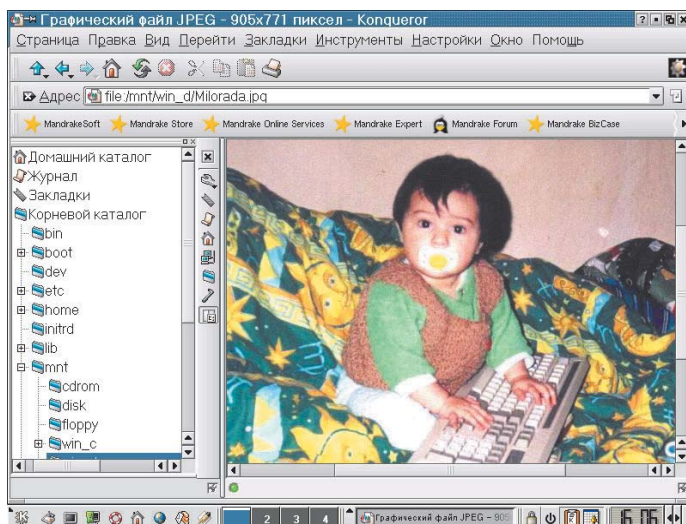 Графический файл JPEG - 905x771 пиксел - Konqueror
Страница Правка Вид Перейти Закладки Инструменты Настройки Окно Помощь
Адрес file:/mnt/win_d/Milorada.jpg
MandrakeSoft Mandrake Store Mandrake Online Services Mandrake Expert Mandrake Forum Mandrake BizCase
Домашний каталог
Журнал
Закладки
Корневой каталог
bin
boot
dev
etc
home
initrd
lib
mnt
cdrom
disk
floppy
win_c
2 3 4 Графический файл JPEG - 905